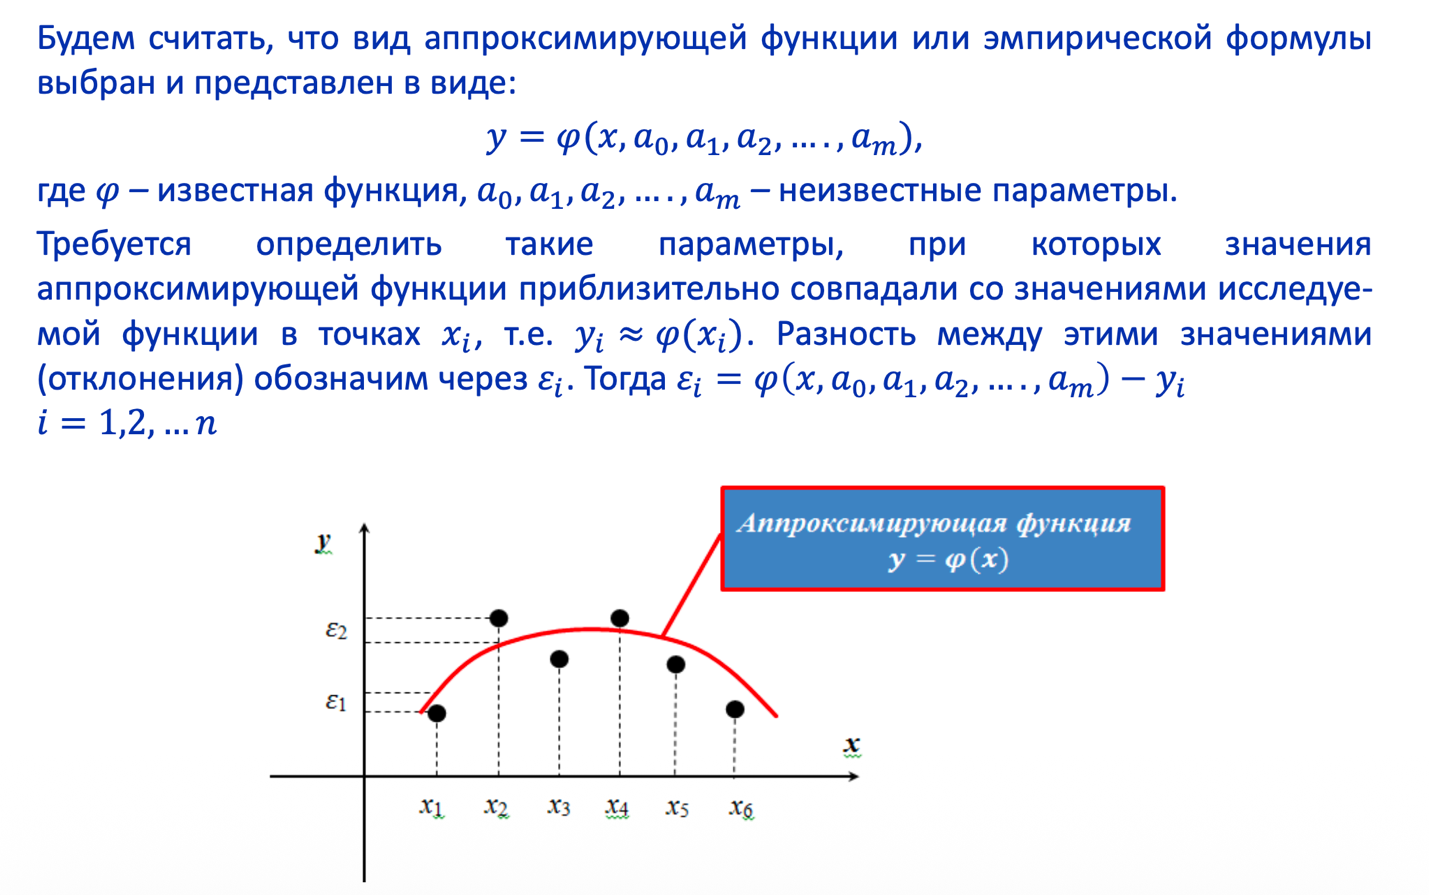 Будем считать, что вид аппроксимирующей функции или эмпирической формулы
выбран и представлен в виде:
y = φ(x, a₀, a₁, a₂, … . , aₘ),
где φ – известная функция, a₀, a₁, a₂, … . , aₘ – неизвестные параметры.
Требуется определить такие параметры, при которых значения
аппроксимирующей функции приблизительно совпадали со значениями исследуе-
мой функции в точках xᵢ, т.е. yᵢ ≈ φ(xᵢ). Разность между этими значениями
(отклонения) обозначим через εᵢ. Тогда εᵢ = φ(x, a₀, a₁, a₂, … . , aₘ) − yᵢ
i = 1,2, … n
Аппроксимирующая функция
y = φ(x)
y
ε₂
ε₁
x
x₁ x₂ x₃ x₄ x₅ x₆